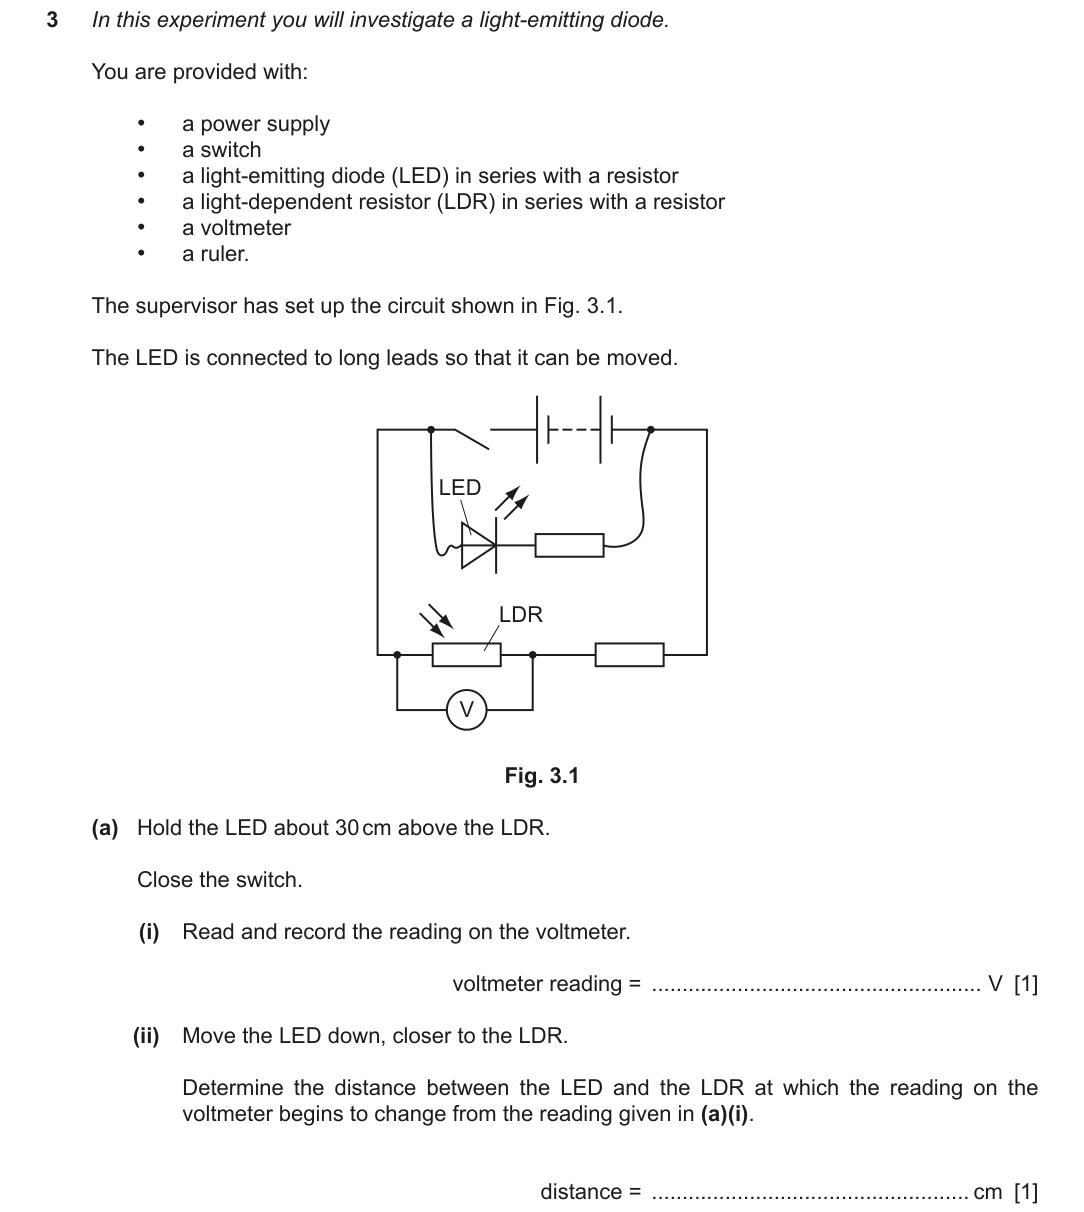 3 In this experiment you will investigate a light-emitting diode.
You are provided with:
• a power supply
• a switch
• a light-emitting diode (LED) in series with a resistor
• a light-dependent resistor (LDR) in series with a resistor
• a voltmeter
• a ruler.
The supervisor has set up the circuit shown in Fig. 3.1.
The LED is connected to long leads so that it can be moved.
LED
LDR
V
Fig. 3.1
(a) Hold the LED about 30 cm above the LDR.
Close the switch.
(i) Read and record the reading on the voltmeter.
voltmeter reading = ...................................................... V [1]
(ii) Move the LED down, closer to the LDR.
Determine the distance between the LED and the LDR at which the reading on the
voltmeter begins to change from the reading given in (a)(i).
distance = .................................................... cm [1]